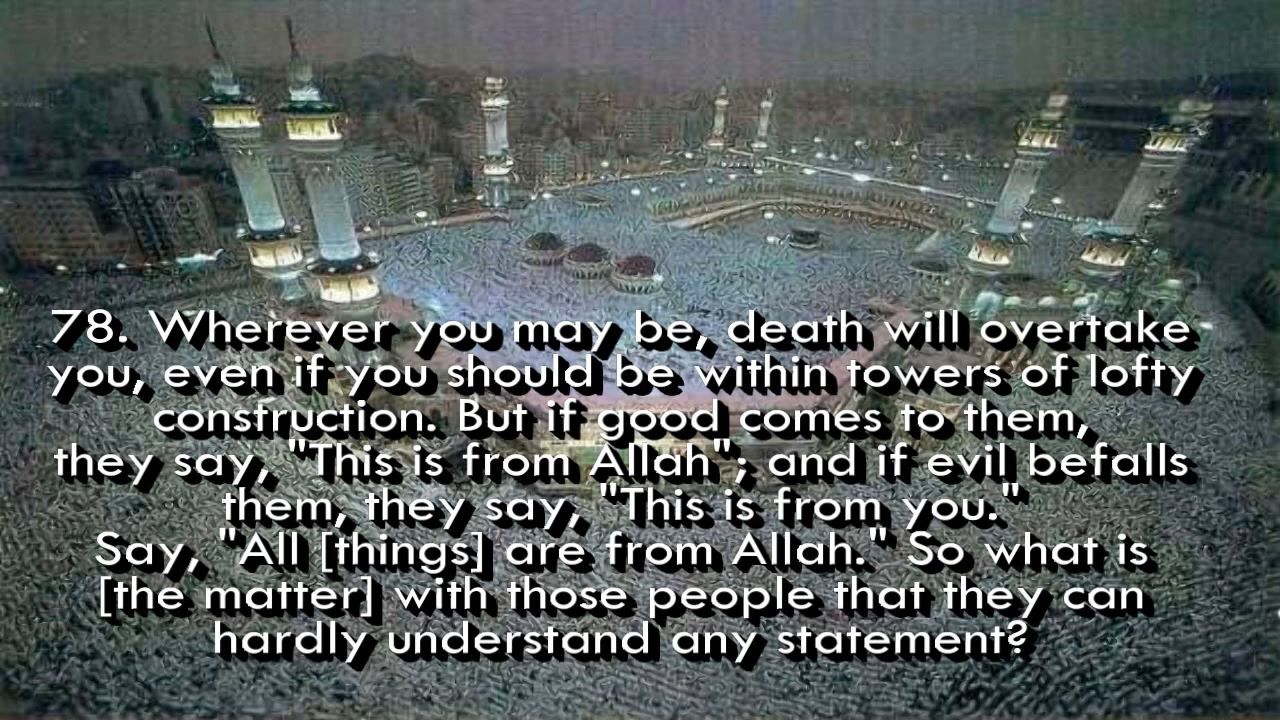 78. Wherever you may be, death will overtake
you, even if you should be within towers of lofty
construction. But if good comes to them,
they say, "This is from Allah"; and if evil befalls
them, they say, "This is from you."
Say, "All [things] are from Allah." So what is
[the matter] with those people that they can
hardly understand any statement?